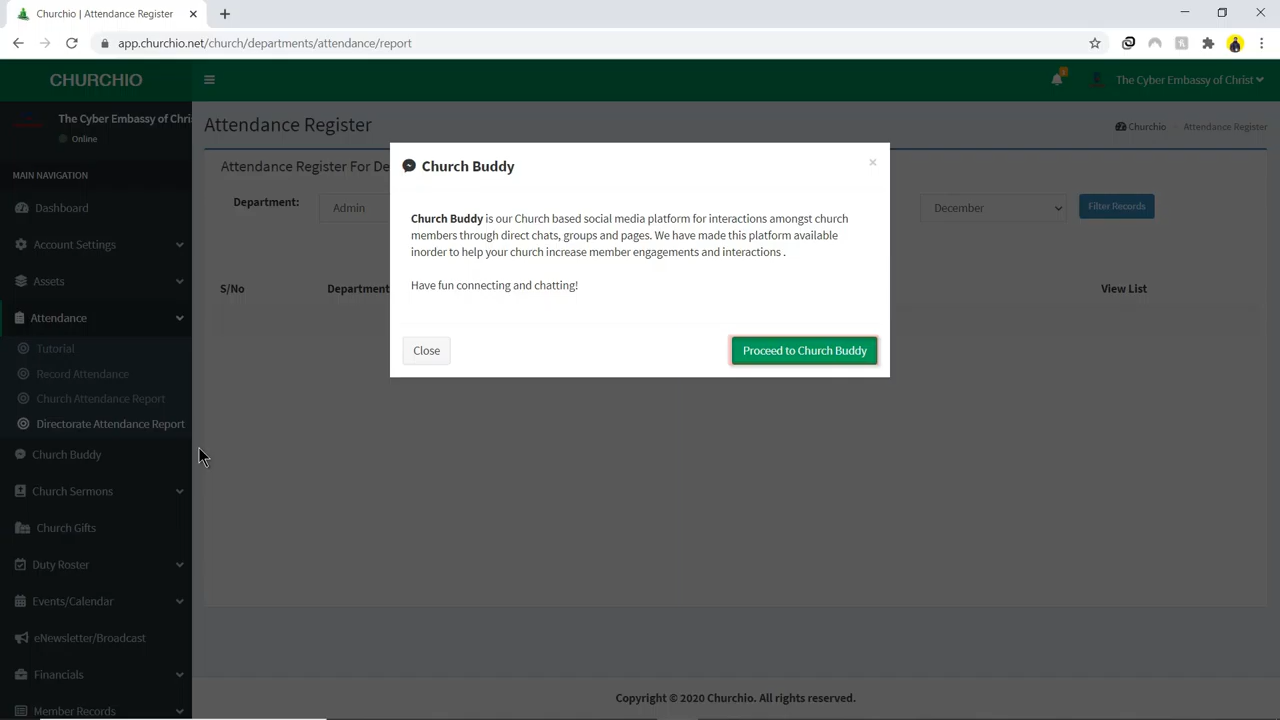 Churchio | Attendance Register
app.churchio.net/church/departments/attendance/report
CHURCHIO
The Cyber Embassy of Christ
The Cyber Embassy of Chri
Online
MAIN NAVIGATION
Dashboard
Account Settings
Assets
Attendance
Tutorial
Record Attendance
Church Attendance Report
Directorate Attendance Report
Church Buddy
Church Sermons
Church Gifts
Duty Roster
Events/Calendar
eNewsletter/Broadcast
Financials
Member Records
Attendance Register
Churchio
Attendance Register
Attendance Register For De
Department:
Admin
December
Filter Records
S/No
Department
View List
Church Buddy
×
Church Buddy is our Church based social media platform for interactions amongst church
members through direct chats, groups and pages. We have made this platform available
inorder to help your church increase member engagements and interactions .
Have fun connecting and chatting!
Close
Proceed to Church Buddy
Copyright © 2020 Churchio. All rights reserved.